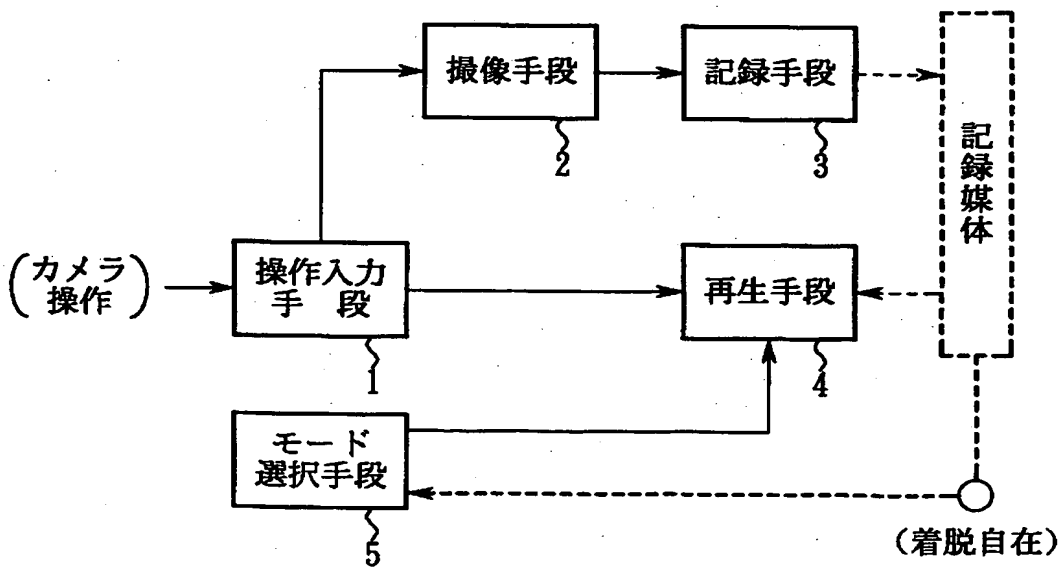 撮像手段
2
記録手段
3
記録媒体
(カメラ
操作)
操作入力
手 段
1
再生手段
4
モード
選択手段
5
(着脱自在)